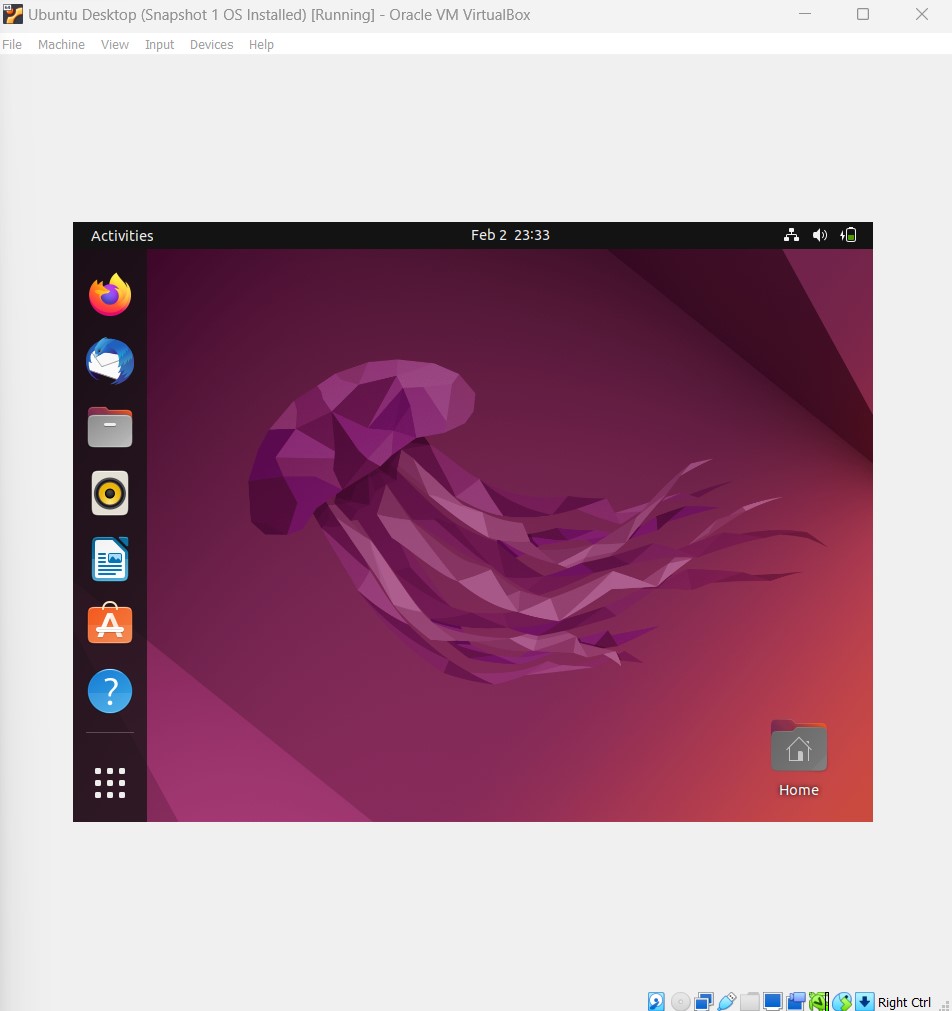 Ubuntu Desktop (Snapshot 1 OS Installed) [Running] - Oracle VM VirtualBox
File Machine View Input Devices Help
Activities Feb 2 23:33
Home
Right Ctrl